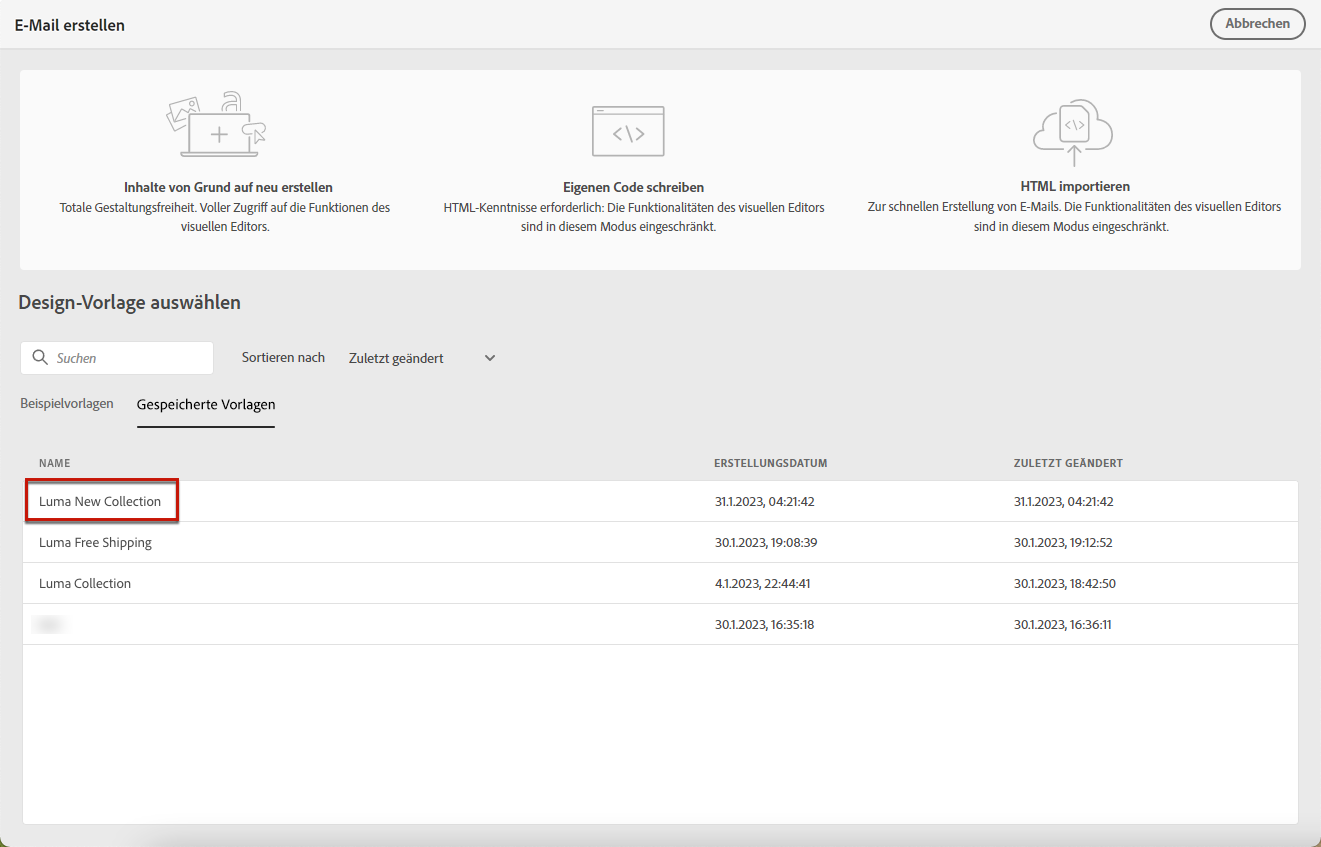 E-Mail erstellen
Abbrechen
Inhalte von Grund auf neu erstellen
Totale Gestaltungsfreiheit. Voller Zugriff auf die Funktionen des
visuellen Editors.
Eigenen Code schreiben
HTML-Kenntnisse erforderlich: Die Funktionalitäten des visuellen Editors
sind in diesem Modus eingeschränkt.
HTML importieren
Zur schnellen Erstellung von E-Mails. Die Funktionalitäten des visuellen Editors
sind in diesem Modus eingeschränkt.
Design-Vorlage auswählen
Suchen
Sortieren nach
Zuletzt geändert
Beispielvorlagen
Gespeicherte Vorlagen
NAME
ERSTELLUNGSDATUM
ZULETZT GEÄNDERT
Luma New Collection
31.1.2023, 04:21:42
31.1.2023, 04:21:42
Luma Free Shipping
30.1.2023, 19:08:39
30.1.2023, 19:12:52
Luma Collection
4.1.2023, 22:44:41
30.1.2023, 18:42:50
30.1.2023, 16:35:18
30.1.2023, 16:36:11